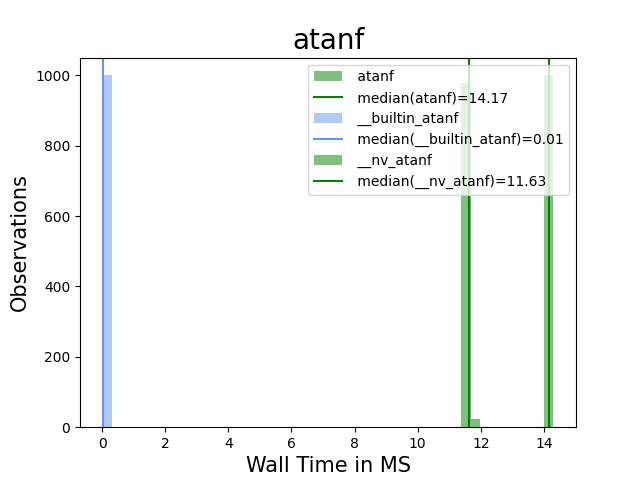 atanf
Observations
1000
800
600
400
200
0
atanf
median(atanf)=14.17
__builtin_atanf
median(__builtin_atanf)=0.01
__nv_atanf
median(__nv_atanf)=11.63
0 2 4 6 8 10 12 14
Wall Time in MS